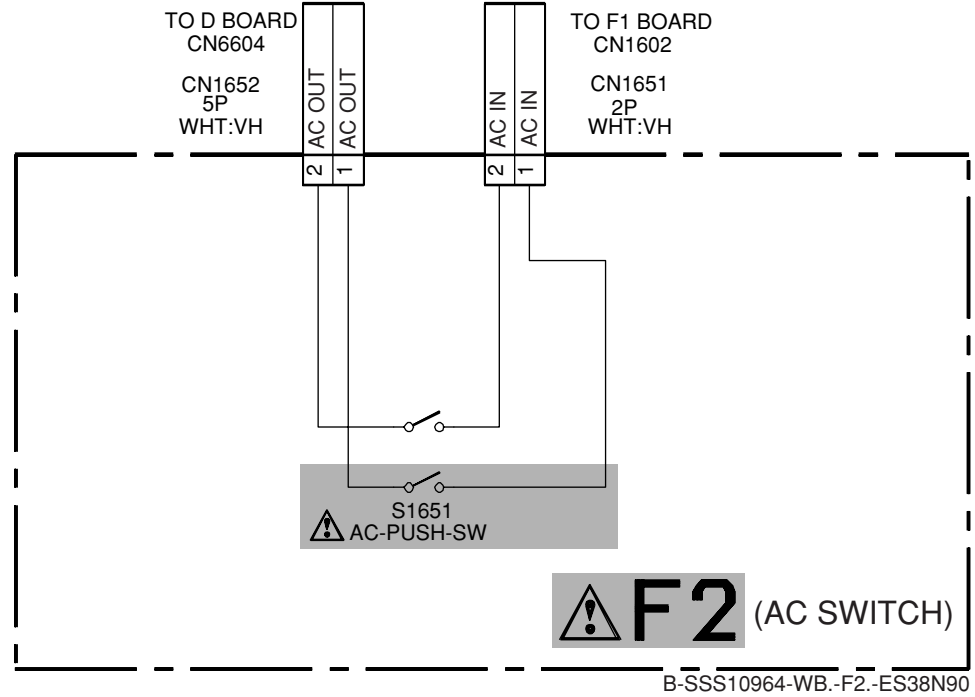 TO D BOARD
CN6604
CN1652
5P
WHT:VH
AC OUT
AC OUT
2
1
TO F1 BOARD
CN1602
CN1651
2P
WHT:VH
AC IN
AC IN
2
1
S1651
AC-PUSH-SW
F2 (AC SWITCH)
B-SSS10964-WB.-F2.-ES38N90